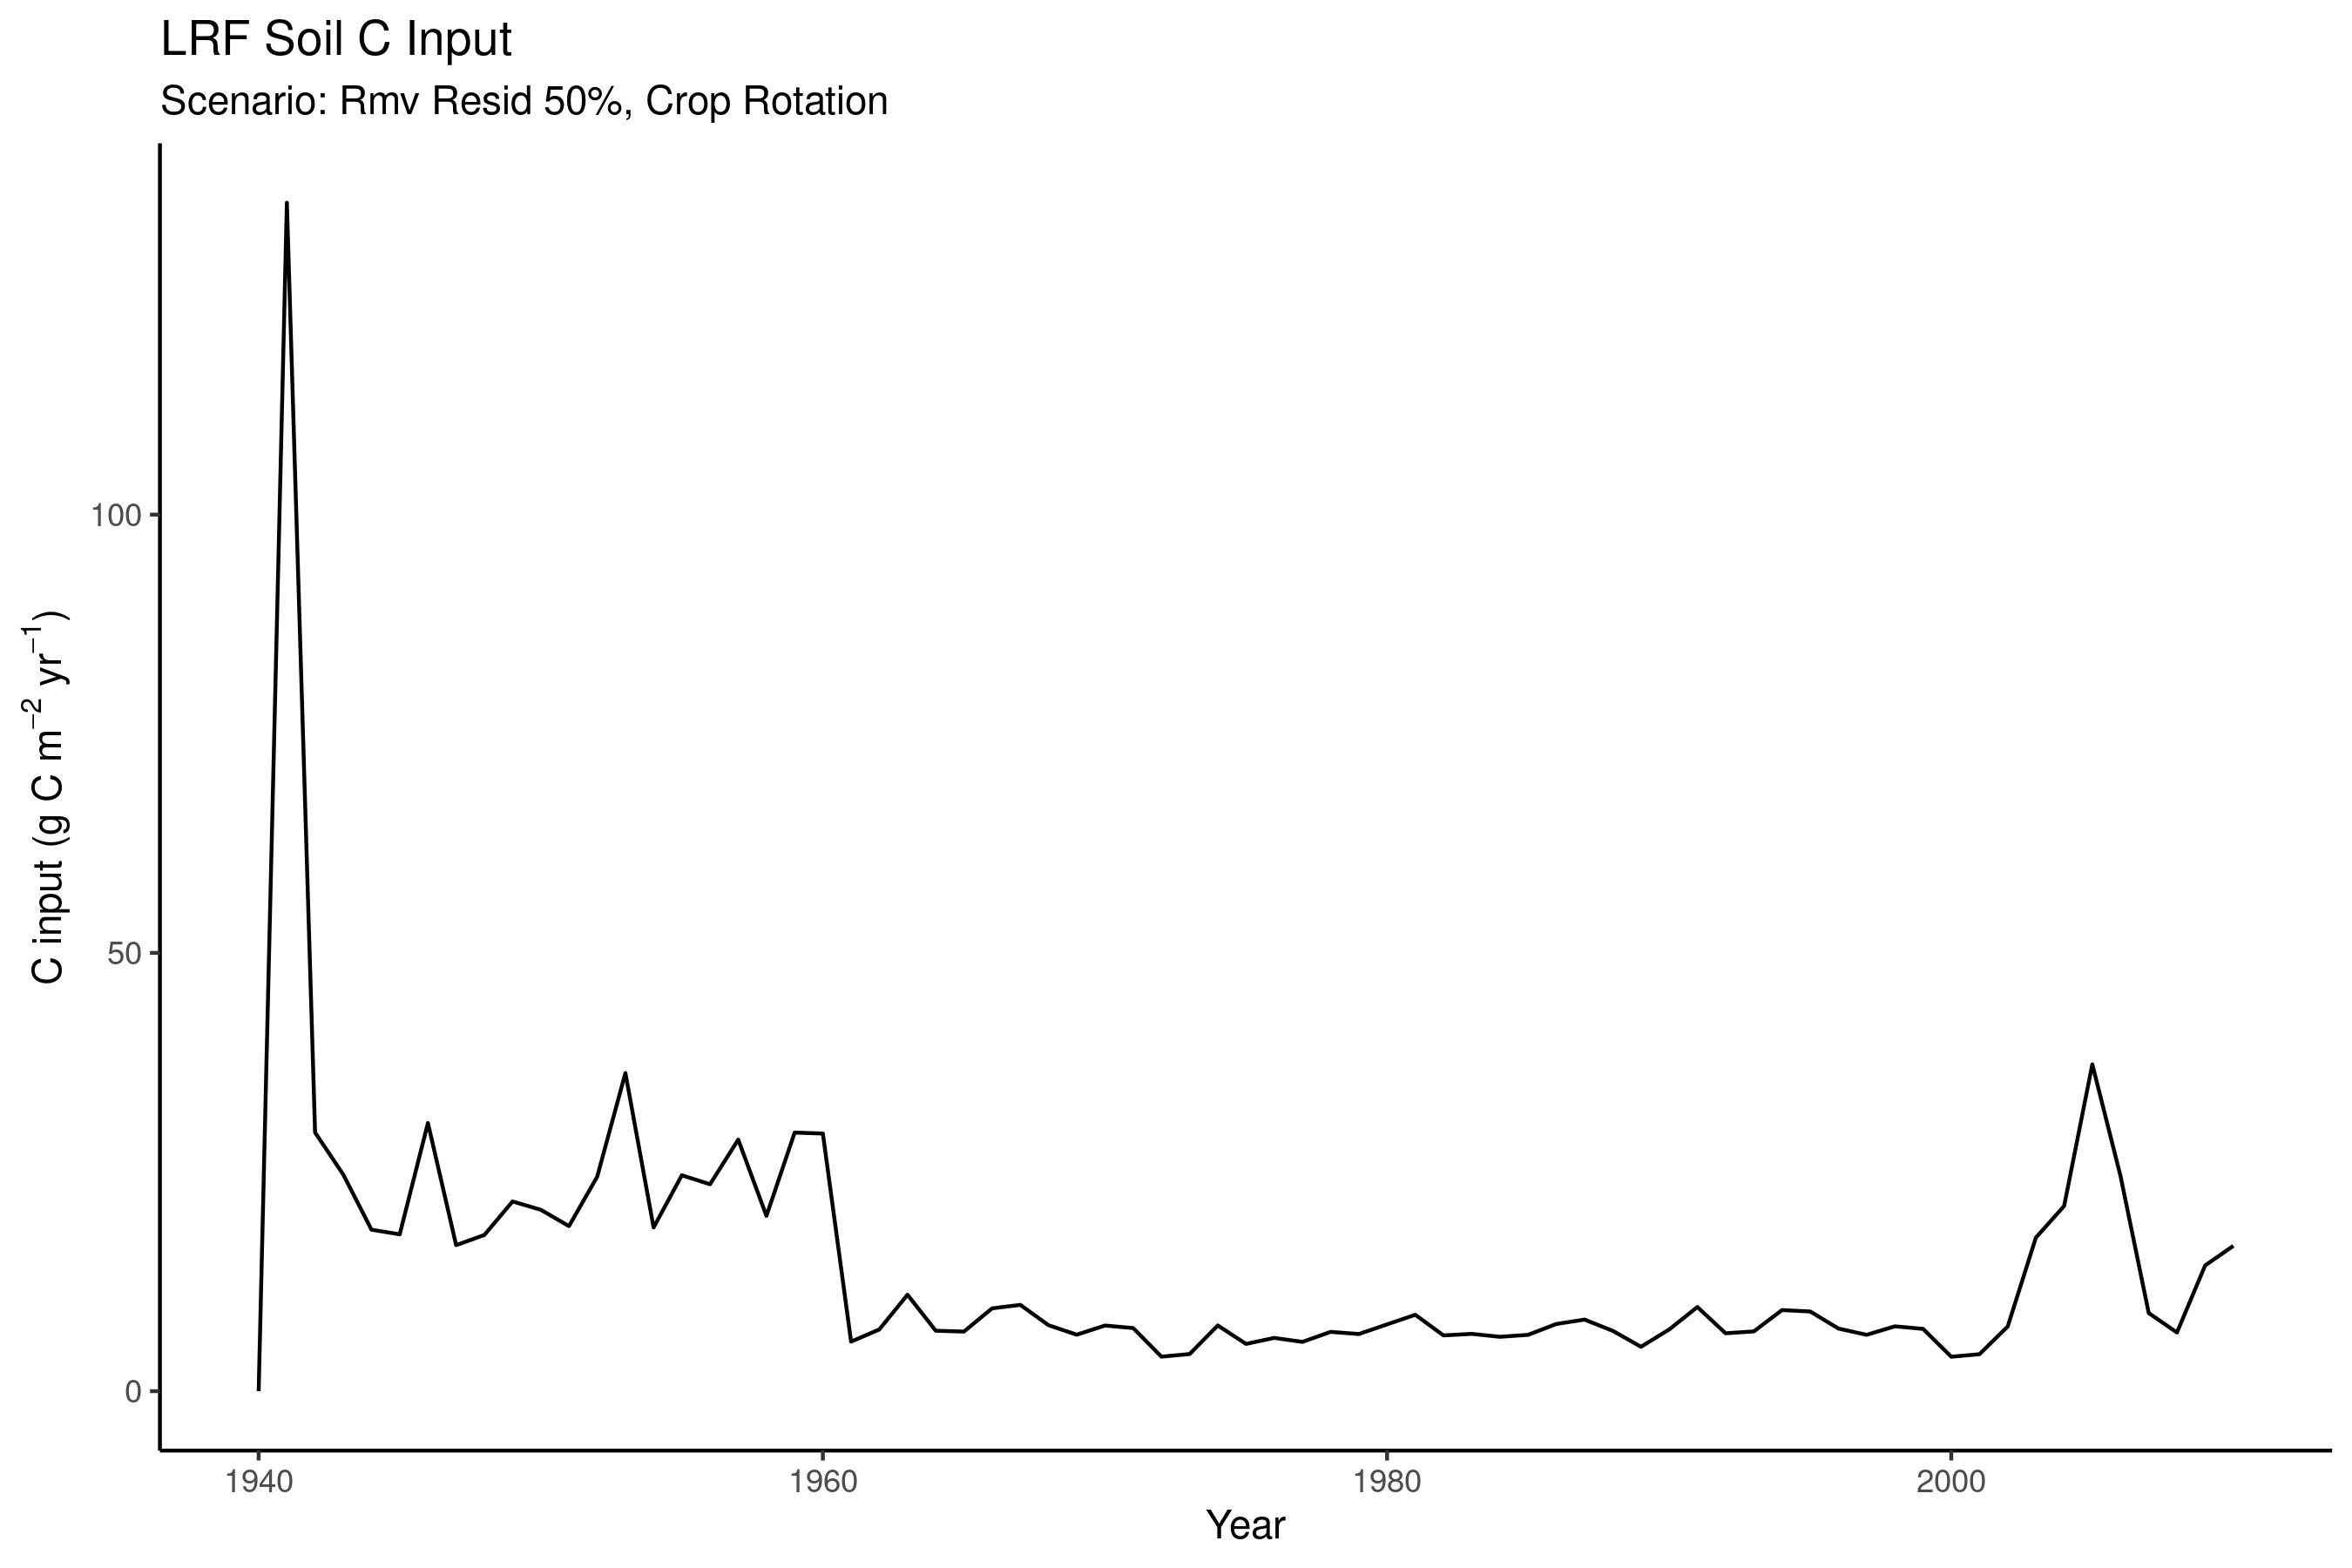 LRF Soil C Input
Scenario: Rmv Resid 50%, Crop Rotation
C input (g C m⁻² yr⁻¹)
100
50
0
1940
1960
1980
2000
Year